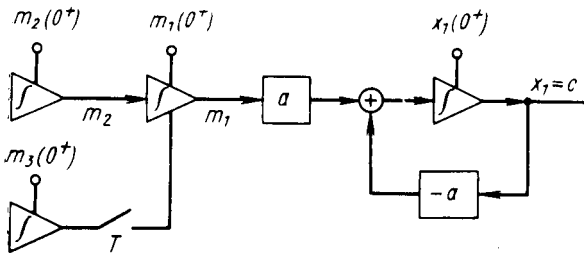 m₂(0⁺)
m₁(0⁺)
x₁(0⁺)
∫
m₂
∫
m₁
a
+
∫
x₁=c
m₃(0⁺)
-a
∫
T